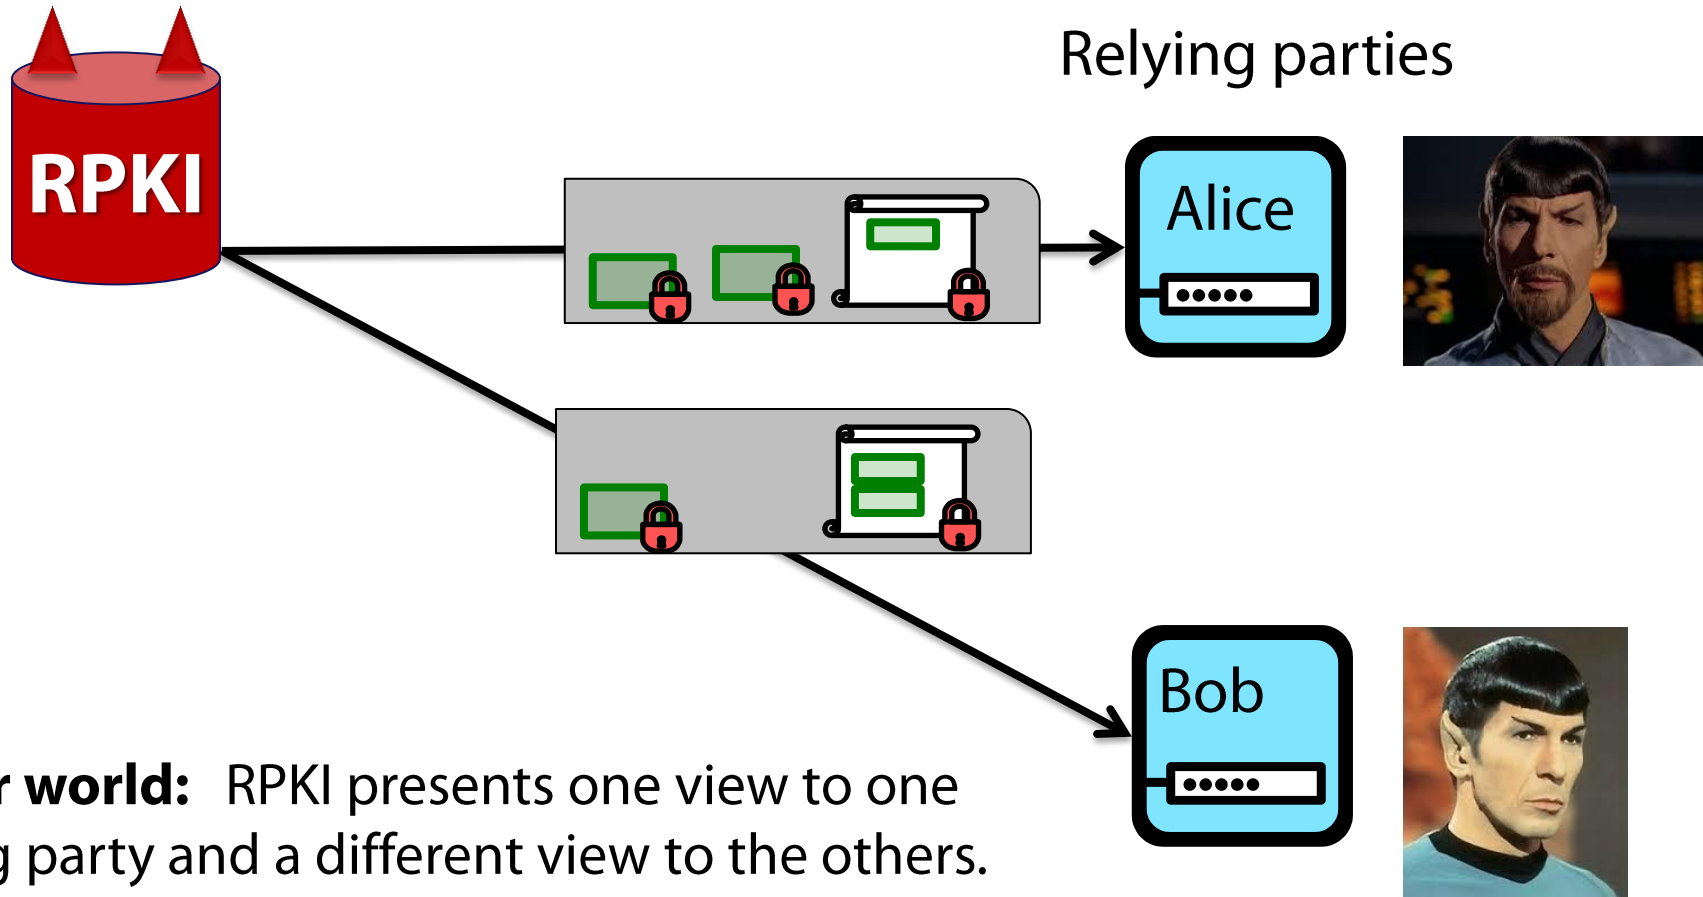 Relying parties
RPKI
Alice
Bob
r world: RPKI presents one view to one
g party and a different view to the others.